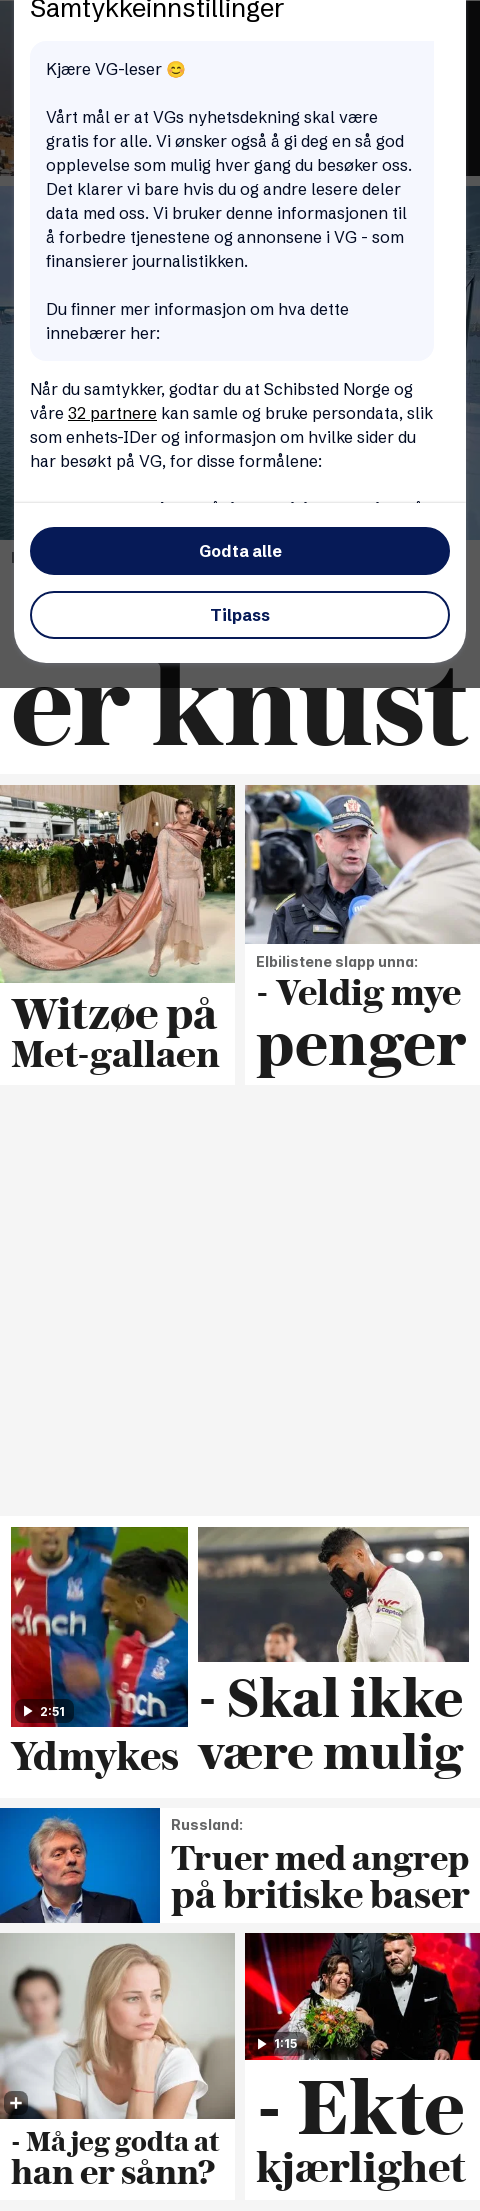 Samtykkeinnstillinger
Kjære VG-leser 😊
Vårt mål er at VGs nyhetsdekning skal være
gratis for alle. Vi ønsker også å gi deg en så god
opplevelse som mulig hver gang du besøker oss.
Det klarer vi bare hvis du og andre lesere deler
data med oss. Vi bruker denne informasjonen til
å forbedre tjenestene og annonsene i VG - som
finansierer journalistikken.
Du finner mer informasjon om hva dette
innebærer her:
Når du samtykker, godtar du at Schibsted Norge og
våre 32 partnere kan samle og bruke persondata, slik
som enhets-IDer og informasjon om hvilke sider du
har besøkt på VG, for disse formålene:
Godta alle
Tilpass
er knust
Witzøe på
Met-gallaen
Elbilistene slapp unna:
- Veldig mye
penger
cinch
cinch
2:51
Ydmykes
- Skal ikke
være mulig
Russland:
Truer med angrep
på britiske baser
- Må jeg godta at
han er sånn?
1:15
- Ekte
kjærlighet